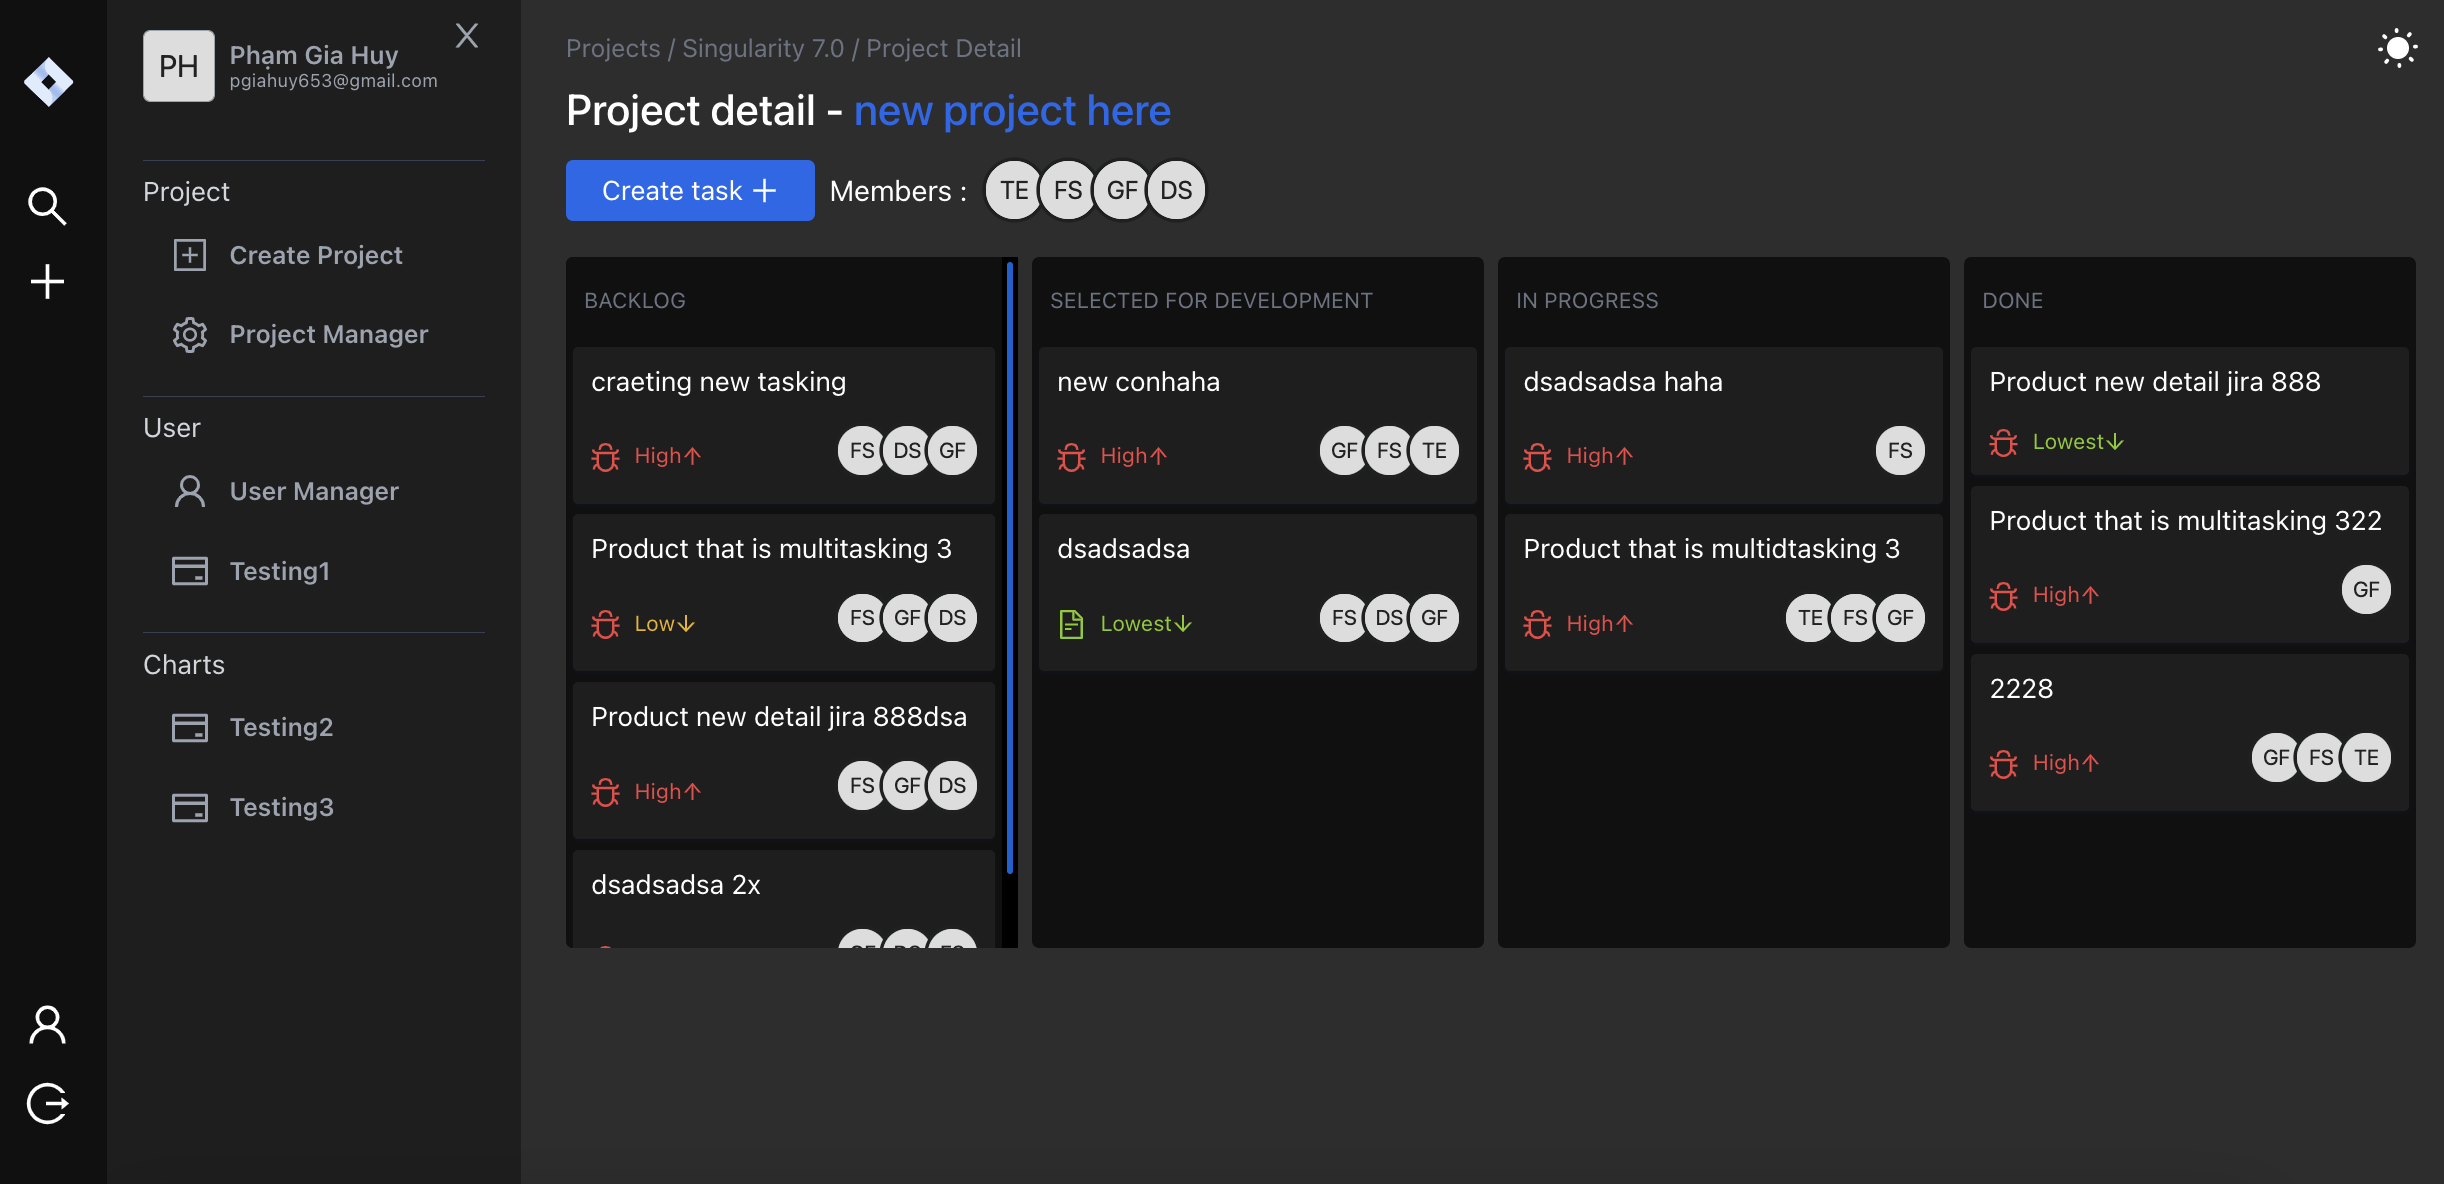 PH
Phạm Gia Huy
pgiahuy653@gmail.com
Project
Create Project
Project Manager
User
User Manager
Testing1
Charts
Testing2
Testing3
Projects / Singularity 7.0 / Project Detail
Project detail - new project here
Create task
Members :
TE FS GF DS
BACKLOG
craeting new tasking
High↑
FS DS GF
Product that is multitasking 3
Low↓
FS GF DS
Product new detail jira 888dsa
High↑
FS GF DS
dsadsadsa 2x
SELECTED FOR DEVELOPMENT
new conhaha
High↑
GF FS TE
dsadsadsa
Lowest↓
FS DS GF
IN PROGRESS
dsadsadsa haha
High↑
FS
Product that is multidtasking 3
High↑
TE FS GF
DONE
Product new detail jira 888
Lowest↓
Product that is multitasking 322
High↑
GF
2228
High↑
GF FS TE